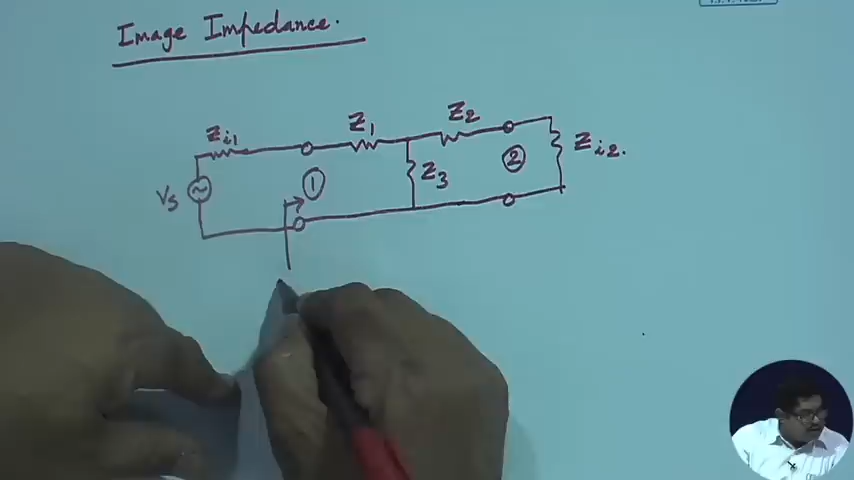 Image Impedance.
Zi1 Z1 Z2
Vs 1 Z3 2 Zi2.